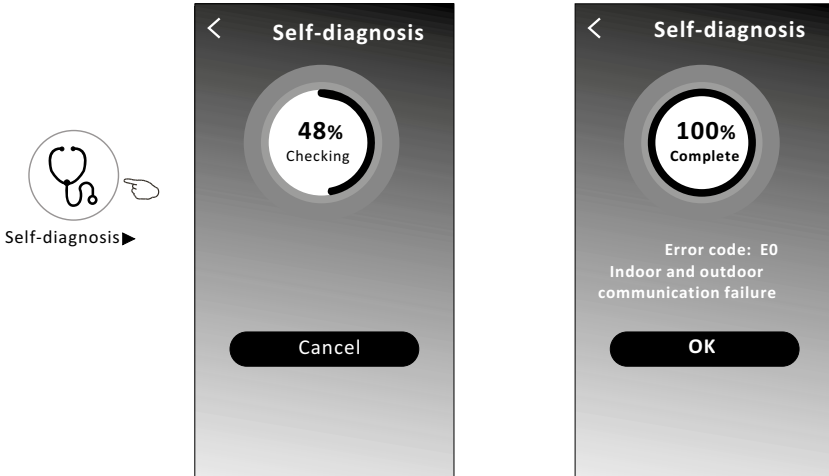 Self-diagnosis▶
Self-diagnosis
48%
Checking
Cancel
Self-diagnosis
100%
Complete
Error code: E0
Indoor and outdoor
communication failure
OK